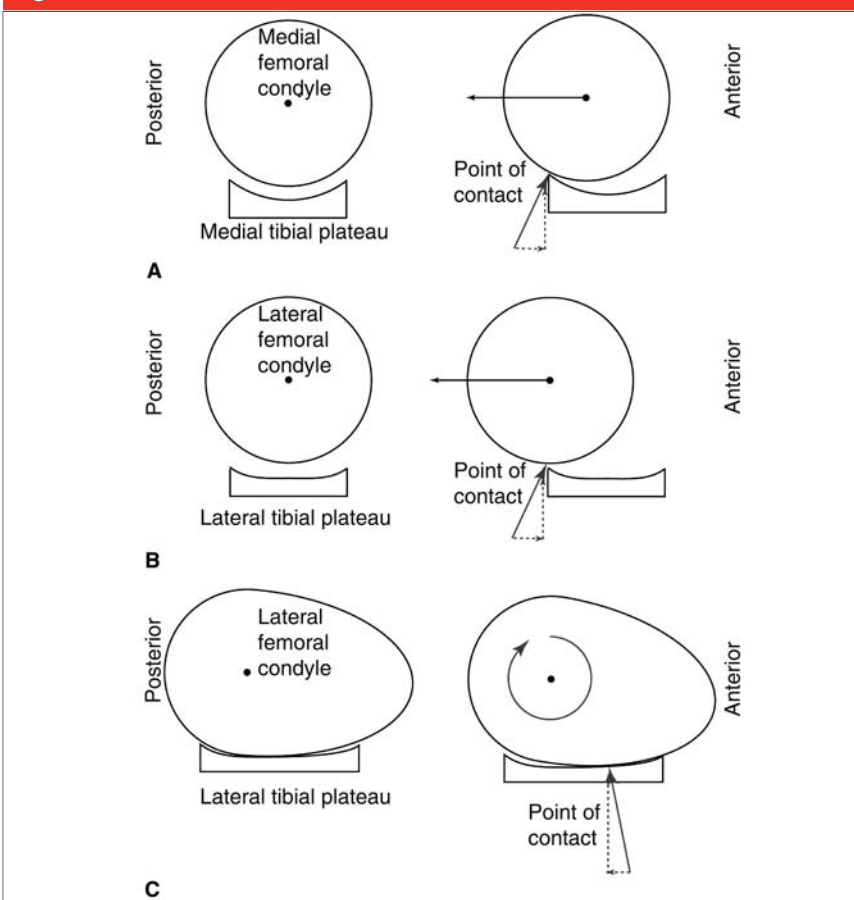 Posterior
Medial
femoral
condyle
Medial tibial plateau
Point of
contact
Anterior
A
Posterior
Lateral
femoral
condyle
Lateral tibial plateau
Point of
contact
Anterior
B
Posterior
Lateral
femoral
condyle
Lateral tibial plateau
Point of
contact
Anterior
C